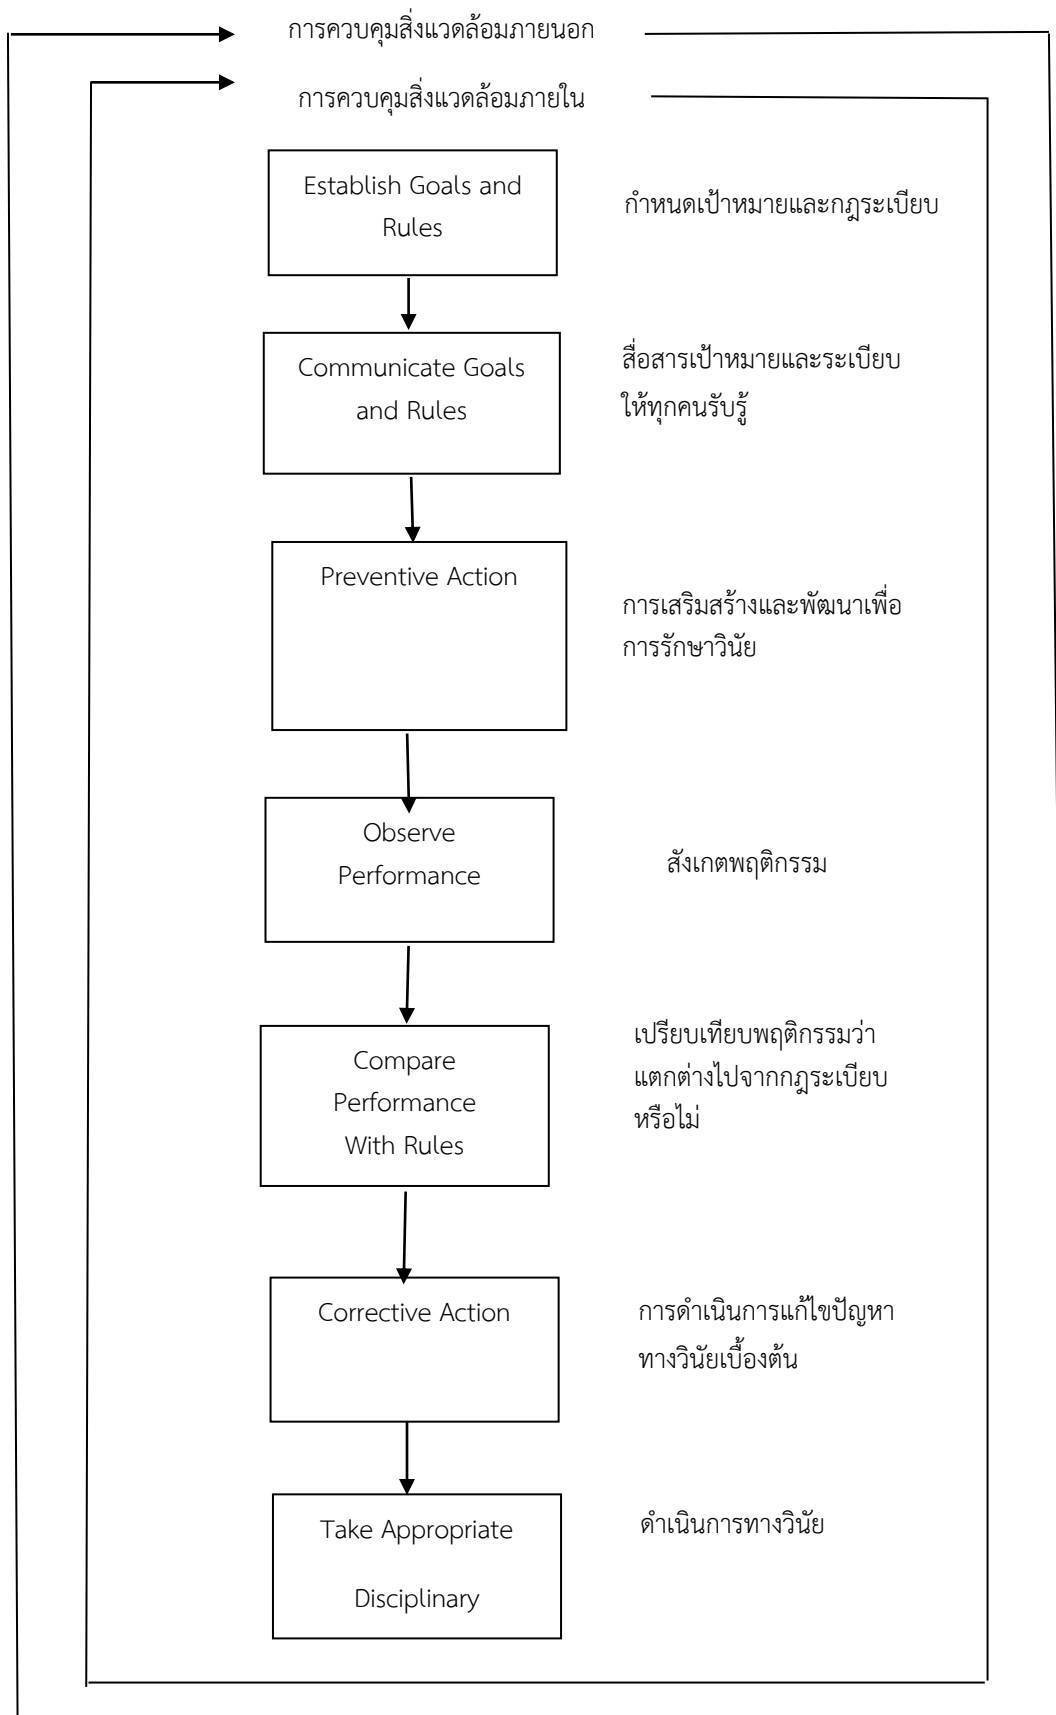 การควบคุมสิ่งแวดล้อมภายนอก
การควบคุมสิ่งแวดล้อมภายใน
Establish Goals and
Rules
กำหนดเป้าหมายและกฎระเบียบ
Communicate Goals
and Rules
สื่อสารเป้าหมายและระเบียบ
ให้ทุกคนรับรู้
Preventive Action
การเสริมสร้างและพัฒนาเพื่อ
การรักษาวินัย
Observe
Performance
สังเกตพฤติกรรม
Compare
Performance
With Rules
เปรียบเทียบพฤติกรรมว่า
แตกต่างไปจากกฎระเบียบ
หรือไม่
Corrective Action
การดำเนินการแก้ไขปัญหา
ทางวินัยเบื้องต้น
Take Appropriate
Disciplinary
ดำเนินการทางวินัย